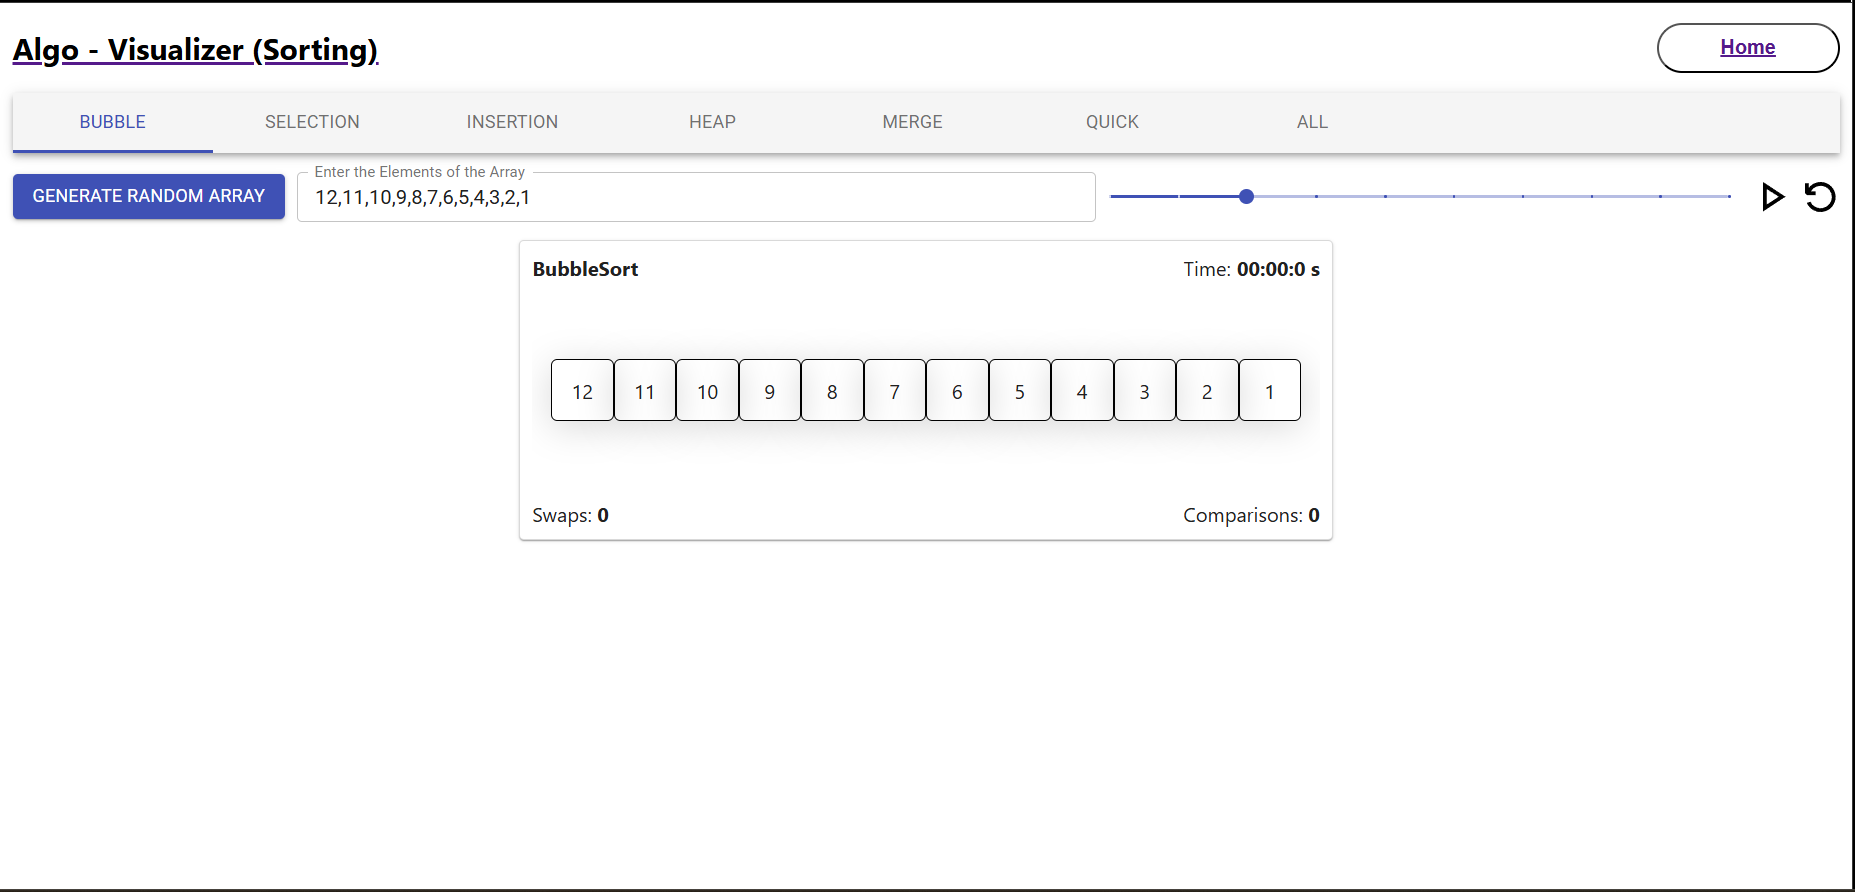 Algo - Visualizer (Sorting)
Home
BUBBLE SELECTION INSERTION HEAP MERGE QUICK ALL
GENERATE RANDOM ARRAY
Enter the Elements of the Array
12,11,10,9,8,7,6,5,4,3,2,1
BubbleSort Time: 00:00:0 s
12 11 10 9 8 7 6 5 4 3 2 1
Swaps: 0 Comparisons: 0